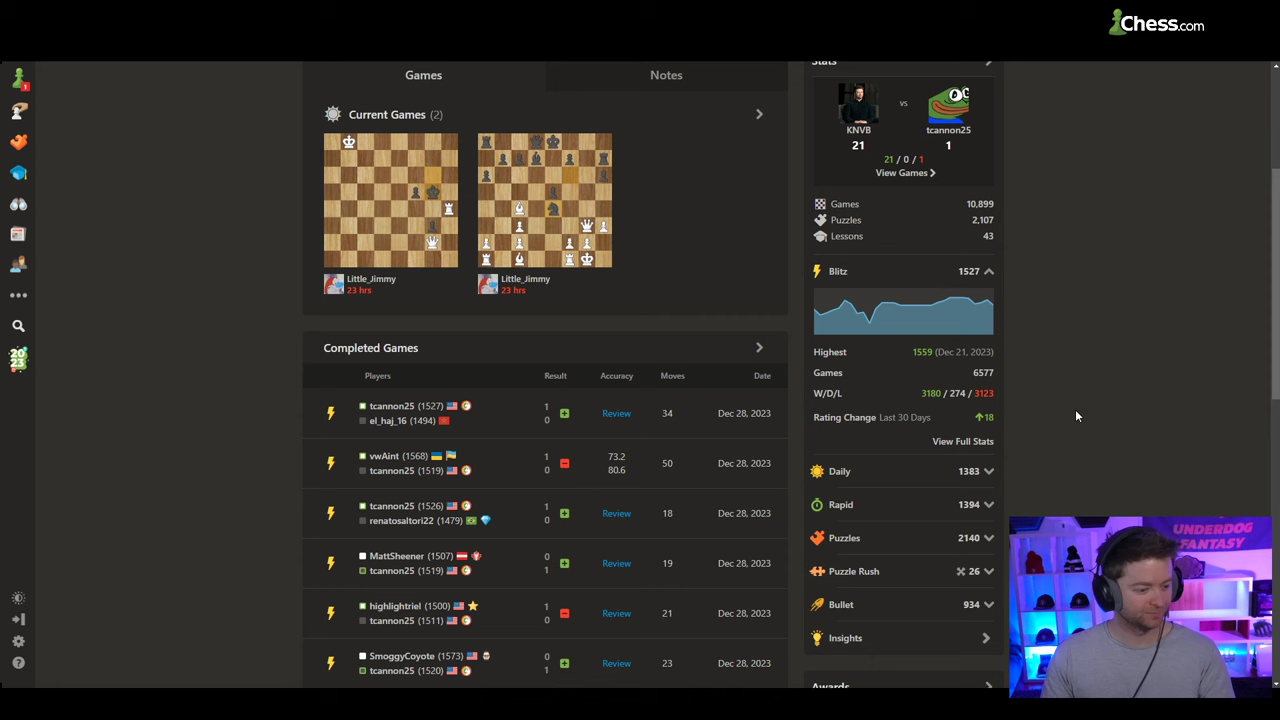 Chess.com
Games
Notes
Current Games (2)
Little_Jimmy
23 hrs
Little_Jimmy
23 hrs
Completed Games
Players
Result
Accuracy
Moves
Date
tcannon25 (1527)
el_haj_16 (1494)
1
0
Review
34
Dec 28, 2023
vwAint (1568)
tcannon25 (1519)
1
0
73.2
80.6
50
Dec 28, 2023
tcannon25 (1526)
renatosaltori22 (1479)
1
0
Review
18
Dec 28, 2023
MattSheener (1507)
tcannon25 (1519)
0
1
Review
19
Dec 28, 2023
highlightriel (1500)
tcannon25 (1511)
1
0
Review
21
Dec 28, 2023
SmoggyCoyote (1573)
tcannon25 (1520)
0
1
Review
23
Dec 28, 2023
Stats
KNVB
vs
tcannon25
21
1
21 / 0 / 1
View Games
Games 10,899
Puzzles 2,107
Lessons 43
Blitz 1527
Highest 1559 (Dec 21, 2023)
Games 6577
W/D/L 3180 / 274 / 3123
Rating Change Last 30 Days 18
View Full Stats
Daily 1383
Rapid 1394
Puzzles 2140
Puzzle Rush 26
Bullet 934
Insights
Awards
1
2023
UNDERDOG
FANTASY